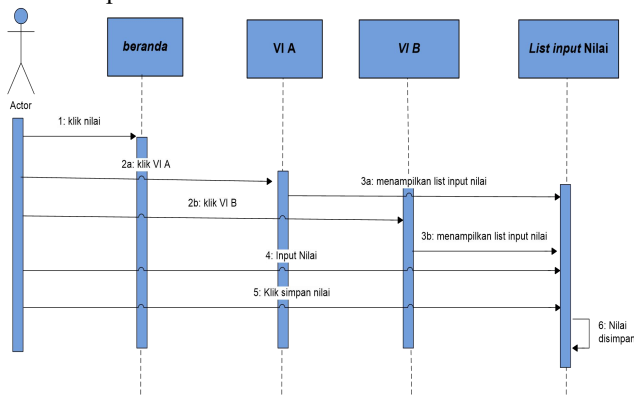 beranda
VI A
VI B
List input Nilai
Actor
1: klik nilai
2a: klik VI A
3a: menampilkan list input nilai
2b: klik VI B
3b: menampilkan list input nilai
4: Input Nilai
5: Klik simpan nilai
6: Nilai
disimpan